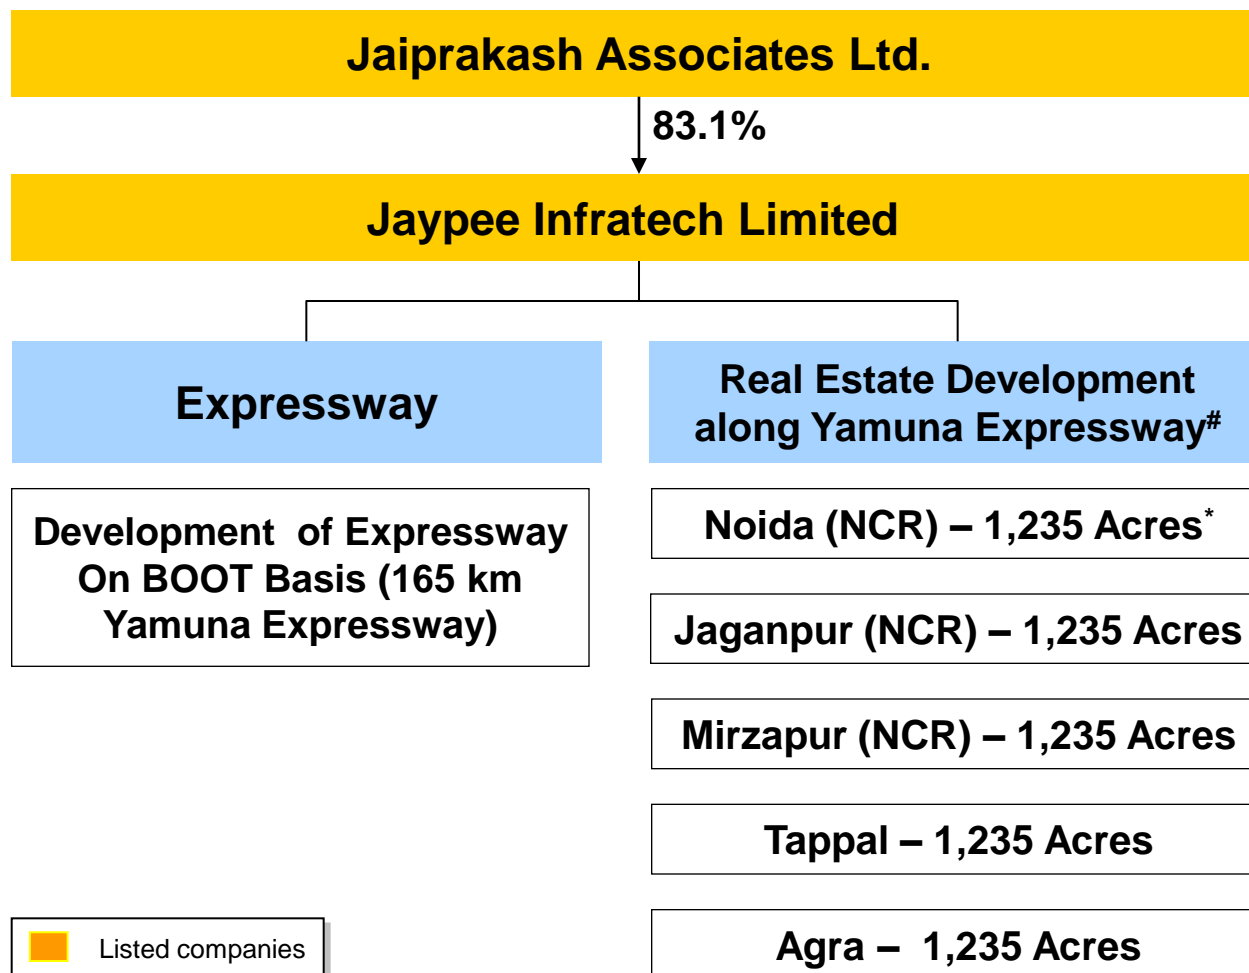 Jaiprakash Associates Ltd.
83.1%
Jaypee Infratech Limited
Expressway
Real Estate Development
along Yamuna Expressway#
Development of Expressway
On BOOT Basis (165 km
Yamuna Expressway)
Noida (NCR) – 1,235 Acres*
Jaganpur (NCR) – 1,235 Acres
Mirzapur (NCR) – 1,235 Acres
Tappal – 1,235 Acres
Agra – 1,235 Acres
Listed companies